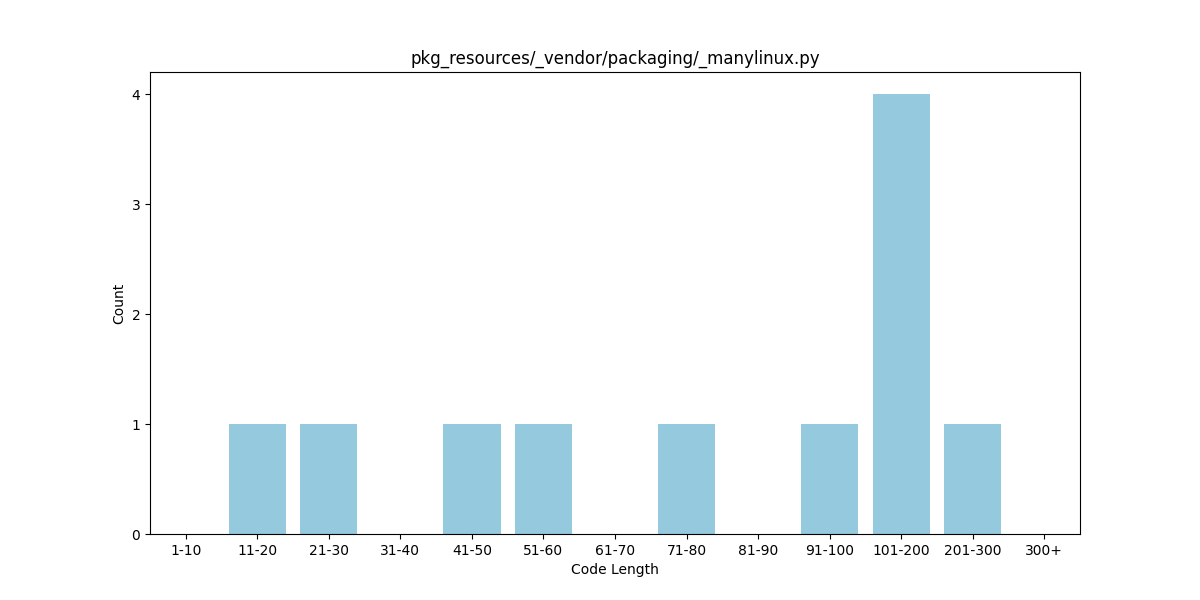 pkg_resources/_vendor/packaging/_manylinux.py
Count
4
3
2
1
0
1-10 11-20 21-30 31-40 41-50 51-60 61-70 71-80 81-90 91-100 101-200 201-300 300+
Code Length